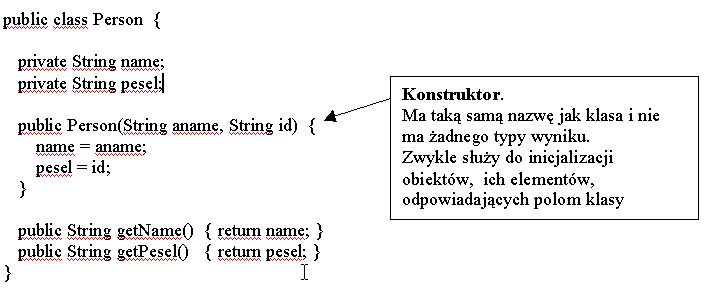 public class Person {
private String name;
private String pesel;
public Person(String aname, String id) {
name = aname;
pesel = id;
}
public String getName() { return name; }
public String getPesel() { return pesel; }
}
Konstruktor.
Ma taką samą nazwę jak klasa i nie
ma żadnego typy wyniku.
Zwykle służy do inicjalizacji
obiektów, ich elementów,
odpowiadających polom klasy